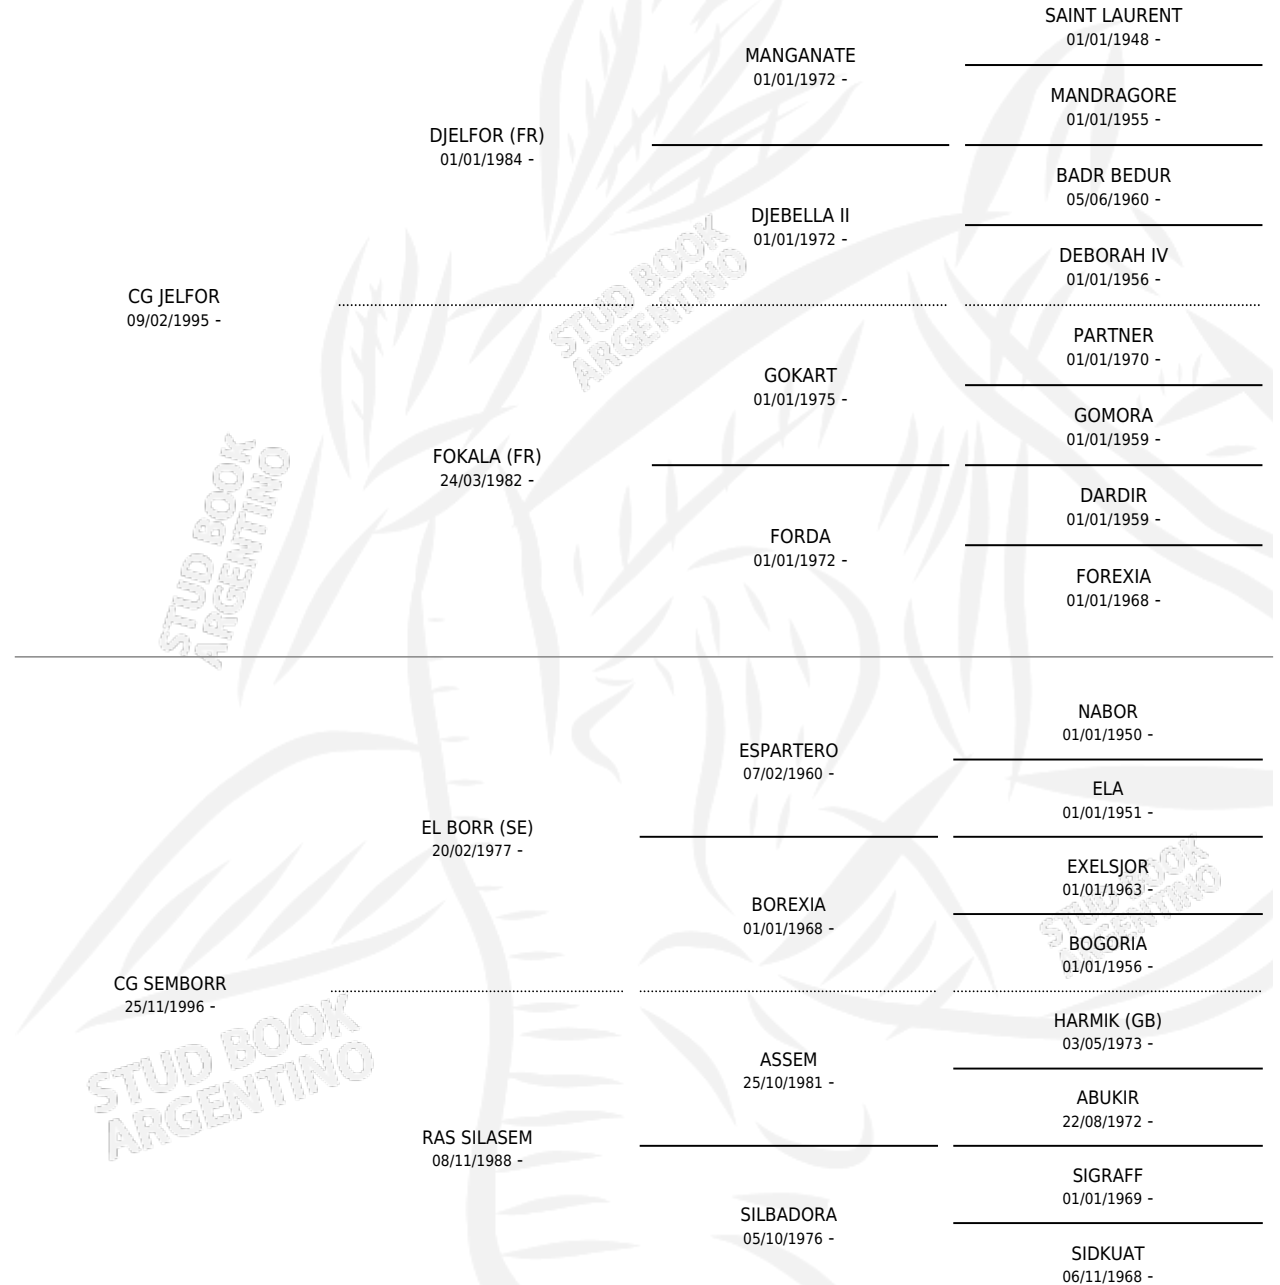 SAINT LAURENT
01/01/1948 -
MANGANATE
01/01/1972 -
MANDRAGORE
01/01/1955 -
DJELFOR (FR)
01/01/1984 -
BADR BEDUR
05/06/1960 -
DJEBELLA II
01/01/1972 -
DEBORAH IV
01/01/1956 -
CG JELFOR
09/02/1995 -
PARTNER
01/01/1970 -
GOKART
01/01/1975 -
GOMORA
01/01/1959 -
FOKALA (FR)
24/03/1982 -
DARDIR
01/01/1959 -
FORDA
01/01/1972 -
FOREXIA
01/01/1968 -
STUD BOOK
ARGENTINO
STUD BOOK
ARGENTINO
NABOR
01/01/1950 -
ESPARTERO
07/02/1960 -
ELA
01/01/1951 -
EL BORR (SE)
20/02/1977 -
EXELSJOR
01/01/1963 -
BOREXIA
01/01/1968 -
BOGORIA
01/01/1956 -
STUD BOOK
ARGENTINO
CG SEMBORR
25/11/1996 -
HARMIK (GB)
03/05/1973 -
ASSEM
25/10/1981 -
ABUKIR
22/08/1972 -
STUD BOOK
ARGENTINO
RAS SILASEM
08/11/1988 -
SIGRAFF
01/01/1969 -
SILBADORA
05/10/1976 -
SIDKUAT
06/11/1968 -